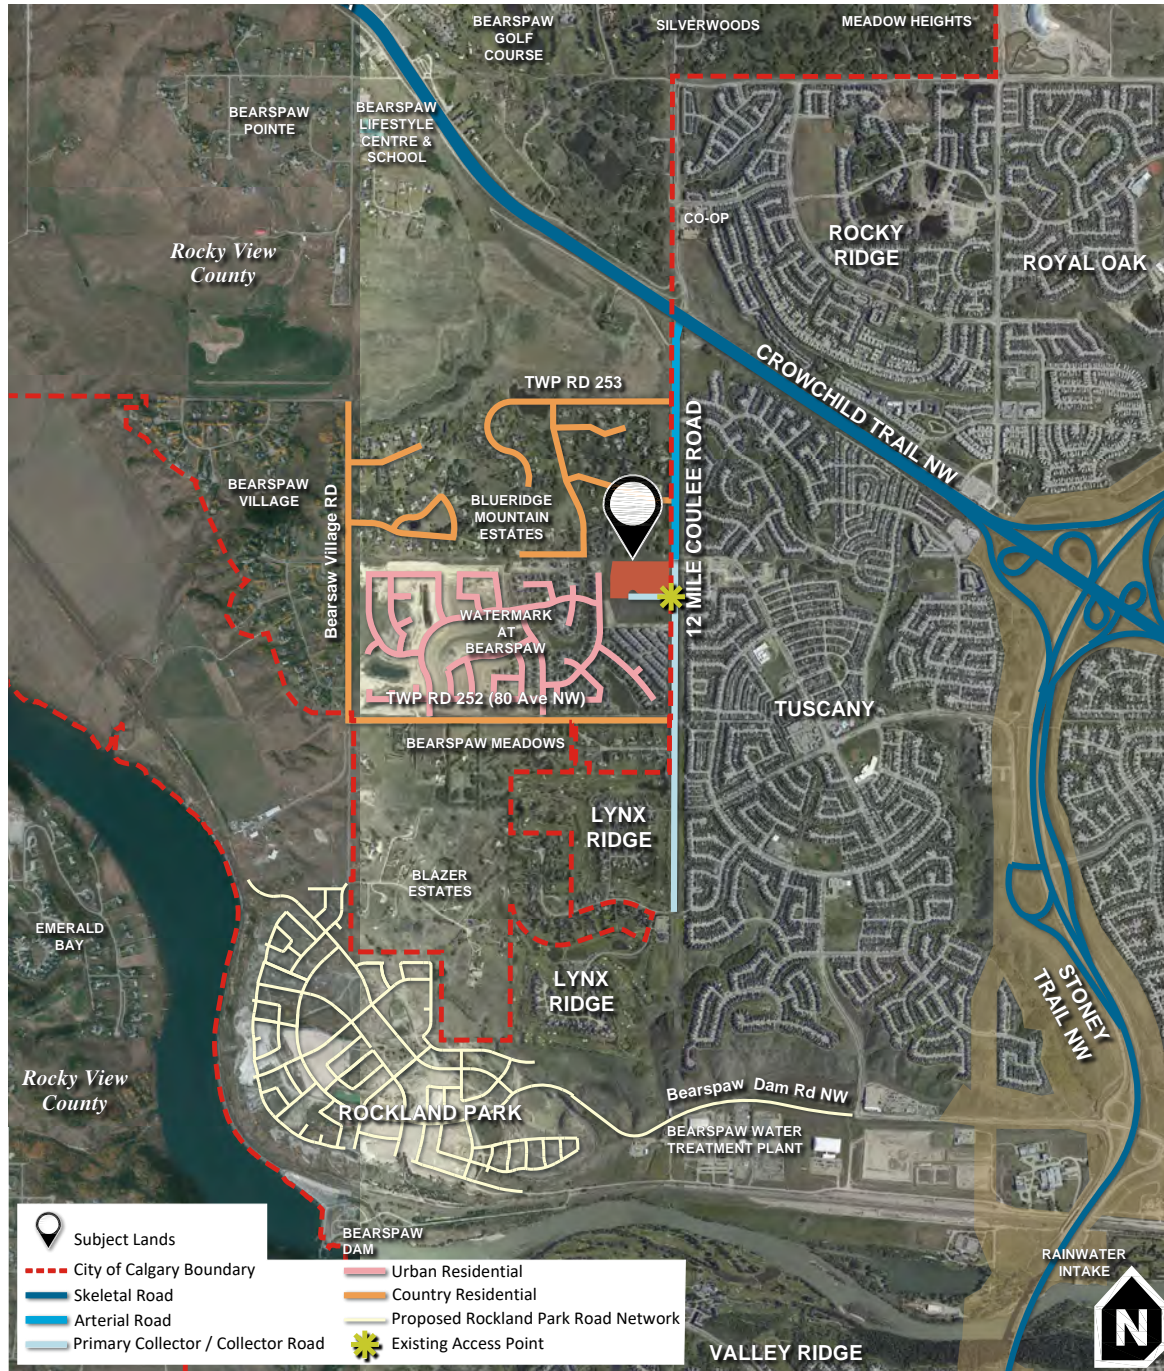 BEARSPAW
GOLF
COURSE
SILVERWOODS
MEADOW HEIGHTS
BEARSPAW
POINTE
BEARSPAW
LIFESTYLE
CENTRE &
SCHOOL
CO-OP
ROCKY
RIDGE
ROYAL OAK
Rocky View
County
CROWCHILD TRAIL NW
TWP RD 253
12 MILE COULEE ROAD
BEARSPAW
VILLAGE
Bearsaw Village RD
BLUERIDGE
MOUNTAIN
ESTATES
WATERMARK
AT
BEARSPAW
TWP RD 252 (80 Ave NW)
TUSCANY
BEARSPAW MEADOWS
LYNX
RIDGE
BLAZER
ESTATES
EMERALD
BAY
LYNX
RIDGE
STONEY
TRAIL NW
Rocky View
County
ROCKLAND PARK
Bearspaw Dam Rd NW
BEARSPAW WATER
TREATMENT PLANT
BEARSPAW
DAM
RAINWATER
INTAKE
VALLEY RIDGE
N
Subject Lands
City of Calgary Boundary
Skeletal Road
Arterial Road
Primary Collector / Collector Road
Urban Residential
Country Residential
Proposed Rockland Park Road Network
Existing Access Point